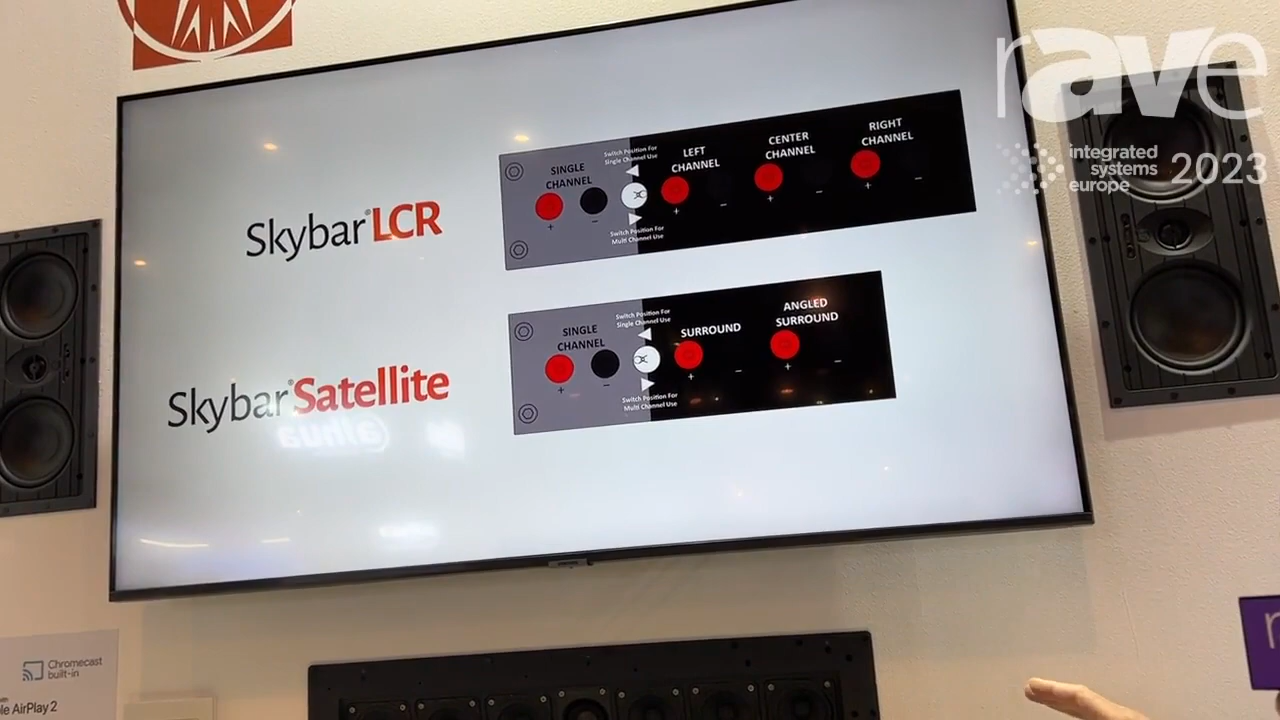 rave
integrated
systems
europe
2023
Skybar®LCR
SINGLE
CHANNEL
+
–
Switch Position For
Single Channel Use
Switch Position For
Multi Channel Use
LEFT
CHANNEL
+
–
CENTER
CHANNEL
+
–
RIGHT
CHANNEL
+
–
Skybar®Satellite
SINGLE
CHANNEL
+
–
Switch Position For
Single Channel Use
Switch Position For
Multi Channel Use
SURROUND
+
–
ANGLED
SURROUND
+
–
Chromecast
built-in
AirPlay 2